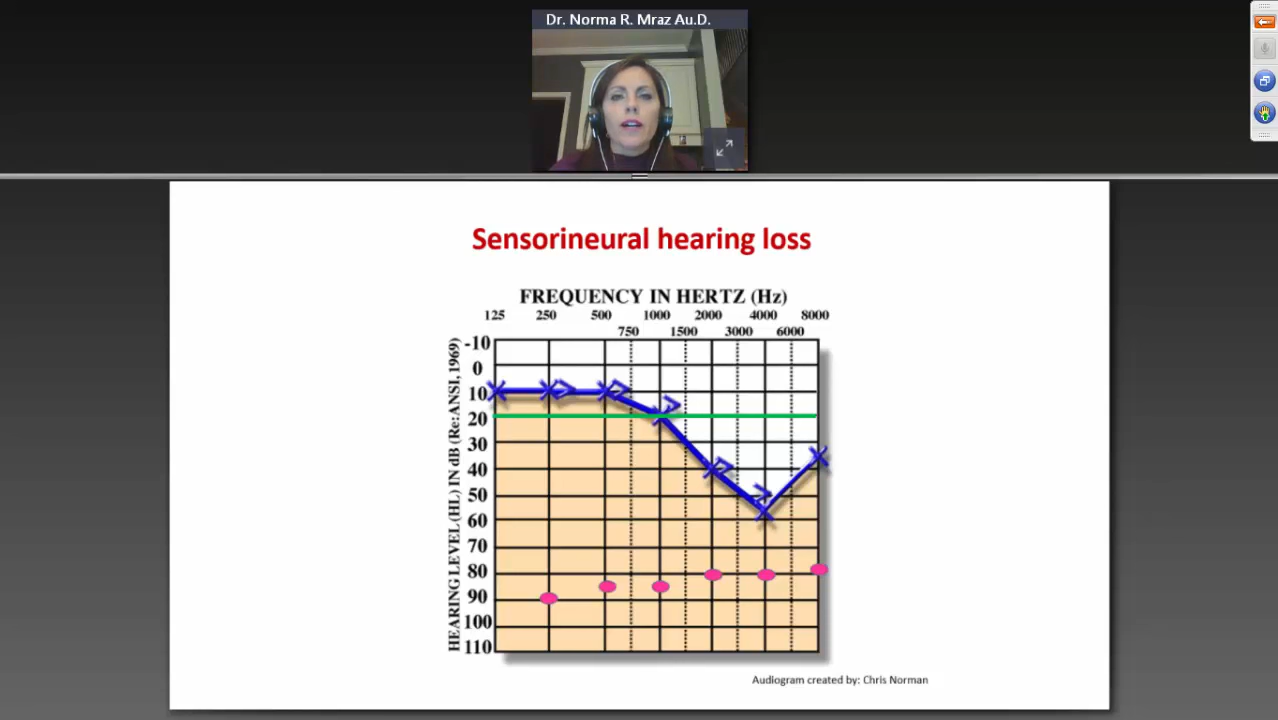 Dr. Norma R. Mraz Au.D.
Sensorineural hearing loss
FREQUENCY IN HERTZ (Hz)
125 250 500 1000 2000 4000 8000
750 1500 3000 6000
HEARING LEVEL (HL) IN dB (Re:ANSI, 1969)
-10
0
10
20
30
40
50
60
70
80
90
100
110
Audiogram created by: Chris Norman